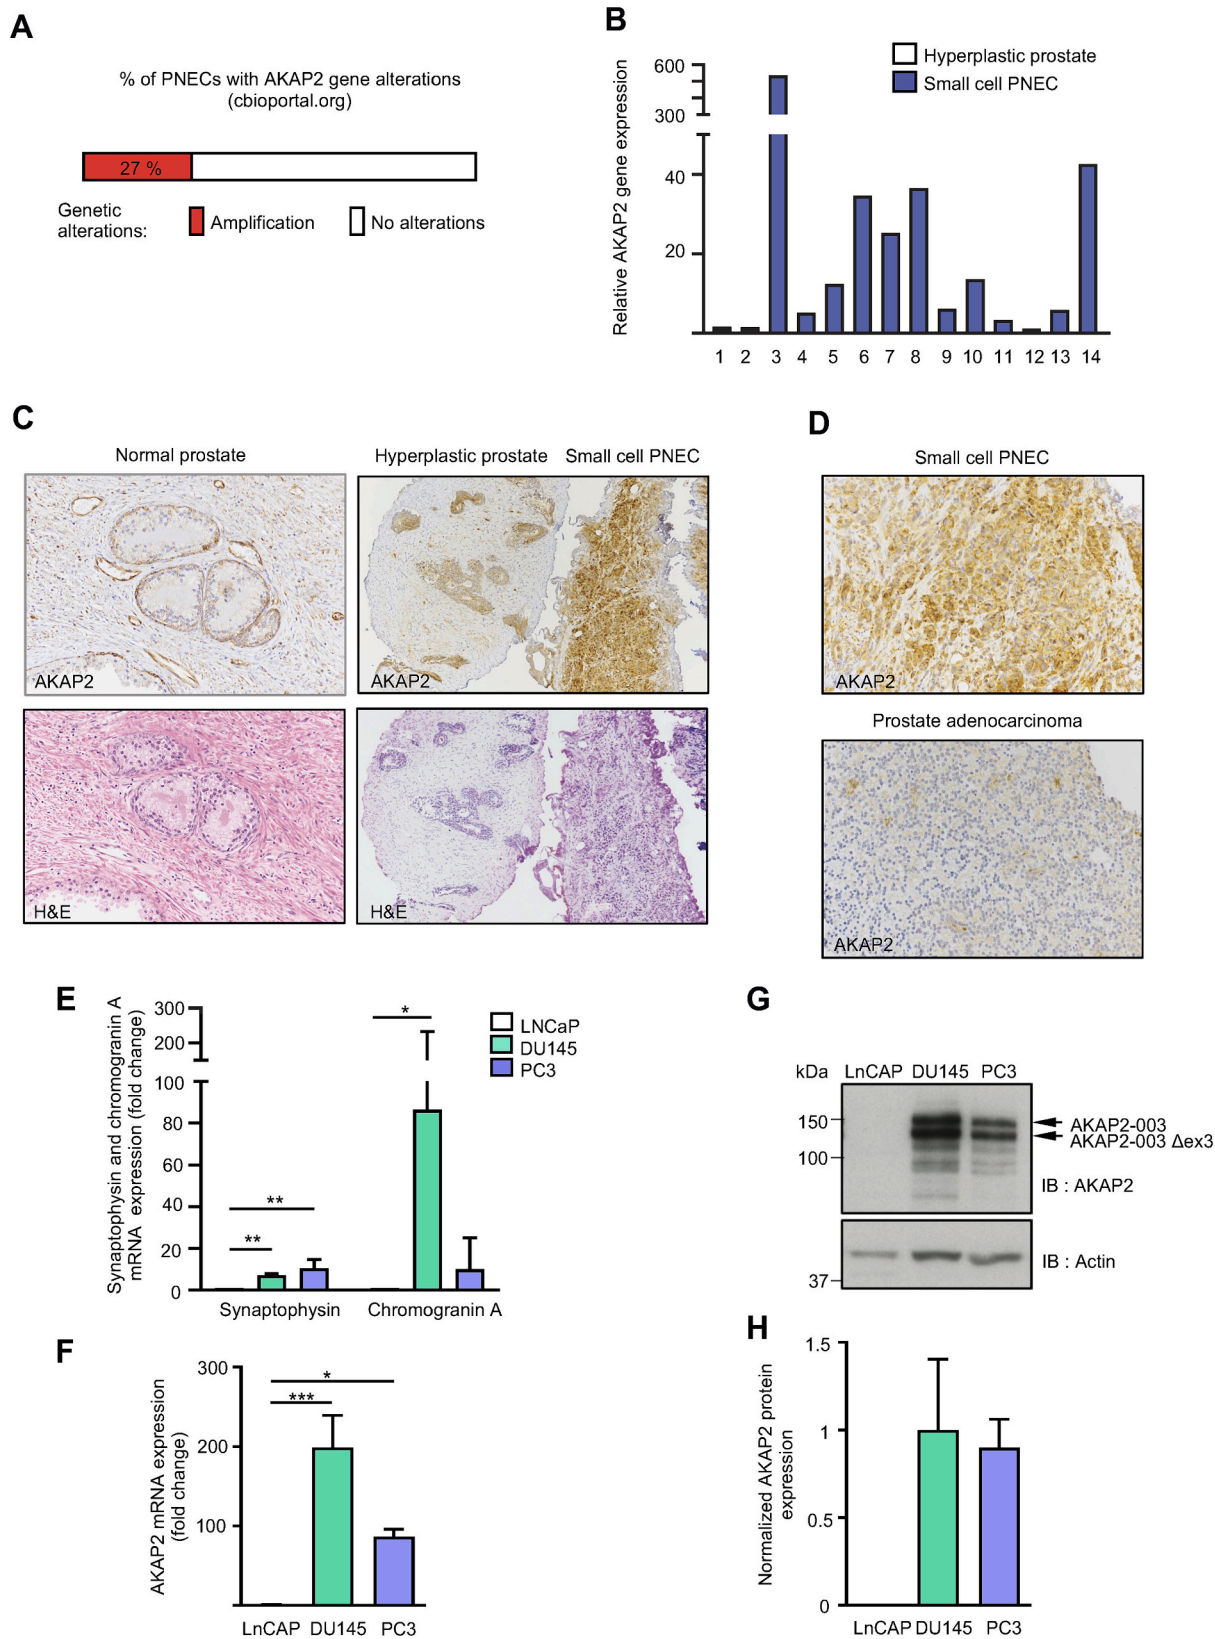 A
% of PNECs with AKAP2 gene alterations
(cbioportal.org)
27 %
Genetic
alterations:
Amplification
No alterations
B
Relative AKAP2 gene expression
600
300
40
20
Hyperplastic prostate
Small cell PNEC
1 2 3 4 5 6 7 8 9 10 11 12 13 14
C
Normal prostate
Hyperplastic prostate
Small cell PNEC
AKAP2
AKAP2
H&E
H&E
D
Small cell PNEC
AKAP2
Prostate adenocarcinoma
AKAP2
E
Synaptophysin and chromogranin A
mRNA expression (fold change)
300
200
100
80
60
40
20
0
**
**
*
LNCaP
DU145
PC3
Synaptophysin
Chromogranin A
F
AKAP2 mRNA expression
(fold change)
300
200
100
*
***
LnCAP DU145 PC3
G
kDa LnCAP DU145 PC3
150
100
AKAP2-003
AKAP2-003 Δex3
IB : AKAP2
IB : Actin
37
H
Normalized AKAP2 protein
expression
1.5
1
0.5
0
LnCAP DU145 PC3